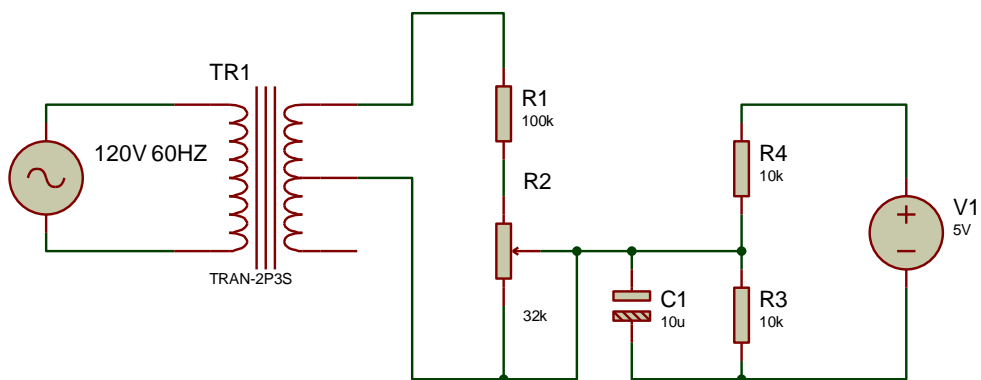 TR1
120V 60HZ
TRAN-2P3S
R1
100k
R2
32k
R4
10k
C1
10u
R3
10k
V1
5V